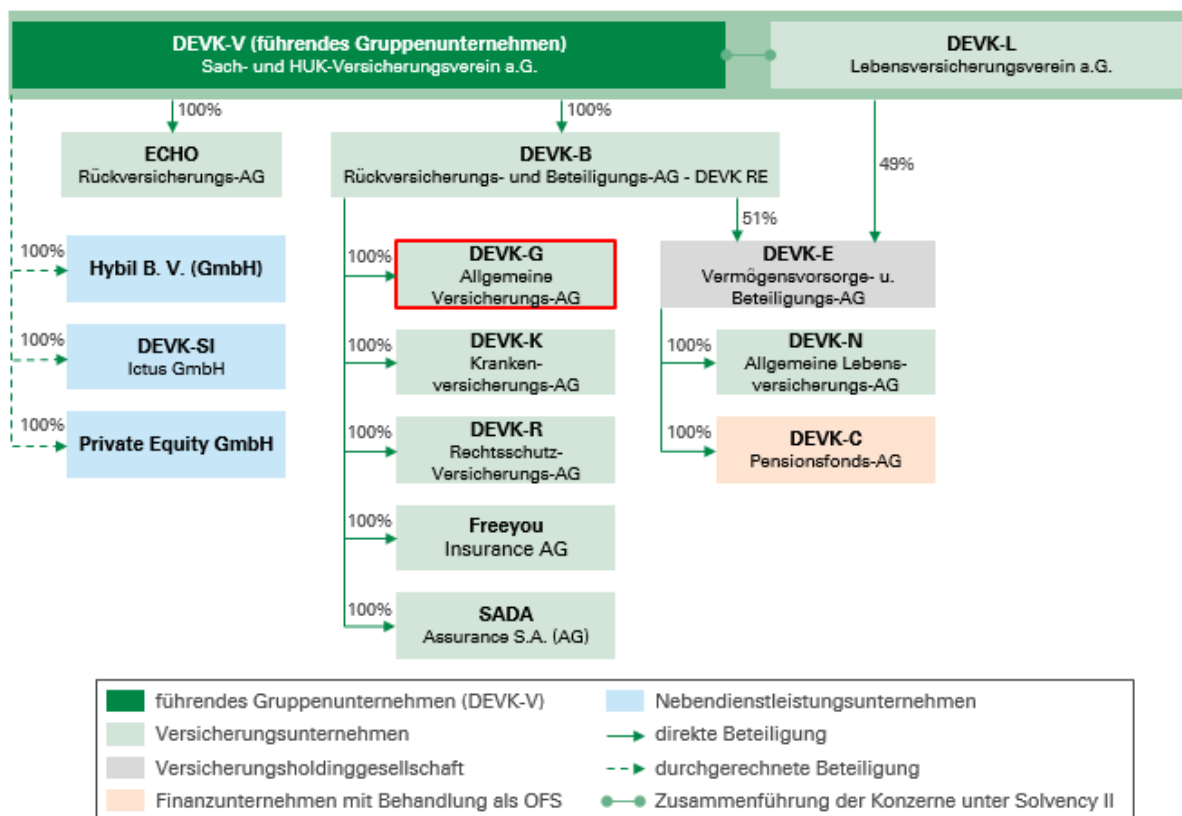 DEVK-V (führendes Gruppenunternehmen)
Sach- und HUK-Versicherungsverein a.G.
DEVK-L
Lebensversicherungsverein a.G.
100%
100%
49%
ECHO
Rückversicherungs-AG
DEVK-B
Rückversicherungs- und Beteiligungs-AG - DEVK RE
51%
100%
Hybil B. V. (GmbH)
100%
DEVK-G
Allgemeine
Versicherungs-AG
DEVK-E
Vermögensvorsorge- u.
Beteiligungs-AG
100%
DEVK-SI
Ictus GmbH
100%
DEVK-K
Kranken-
versicherungs-AG
100%
DEVK-N
Allgemeine Lebens-
versicherungs-AG
100%
Private Equity GmbH
100%
DEVK-R
Rechtsschutz-
Versicherungs-AG
100%
DEVK-C
Pensionsfonds-AG
100%
Freeyou
Insurance AG
100%
SADA
Assurance S.A. (AG)
führendes Gruppenunternehmen (DEVK-V)
Versicherungsunternehmen
Versicherungsholdinggesellschaft
Finanzunternehmen mit Behandlung als OFS
Nebendienstleistungsunternehmen
direkte Beteiligung
durchgerechnete Beteiligung
Zusammenführung der Konzerne unter Solvency II